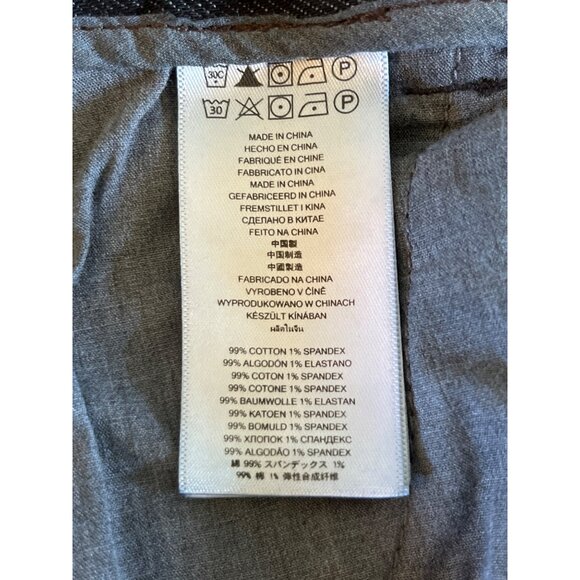 30C P
30 P
MADE IN CHINA
HECHO EN CHINA
FABRIQUÉ EN CHINE
FABBRICATO IN CINA
MADE IN CHINA
GEFABRICEERD IN CHINA
FREMSTILLET I KINA
СДЕЛАНО В КИТАЕ
FEITO NA CHINA
中国製
中国制造
中國製造
FABRICADO NA CHINA
VYROBENO V ČÍNĚ
WYPRODUKOWANO W CHINACH
KÉSZÜLT KÍNÁBAN
ผลิตในจีน
99% COTTON 1% SPANDEX
99% ALGODÓN 1% ELASTANO
99% COTON 1% SPANDEX
99% COTONE 1% SPANDEX
99% BAUMWOLLE 1% ELASTAN
99% KATOEN 1% SPANDEX
99% BOMULD 1% SPANDEX
99% ХЛОПОК 1% СПАНДЕКС
99% ALGODÃO 1% SPANDEX
綿 99% スパンデックス 1%
99% 棉 1% 弹性合成纤维